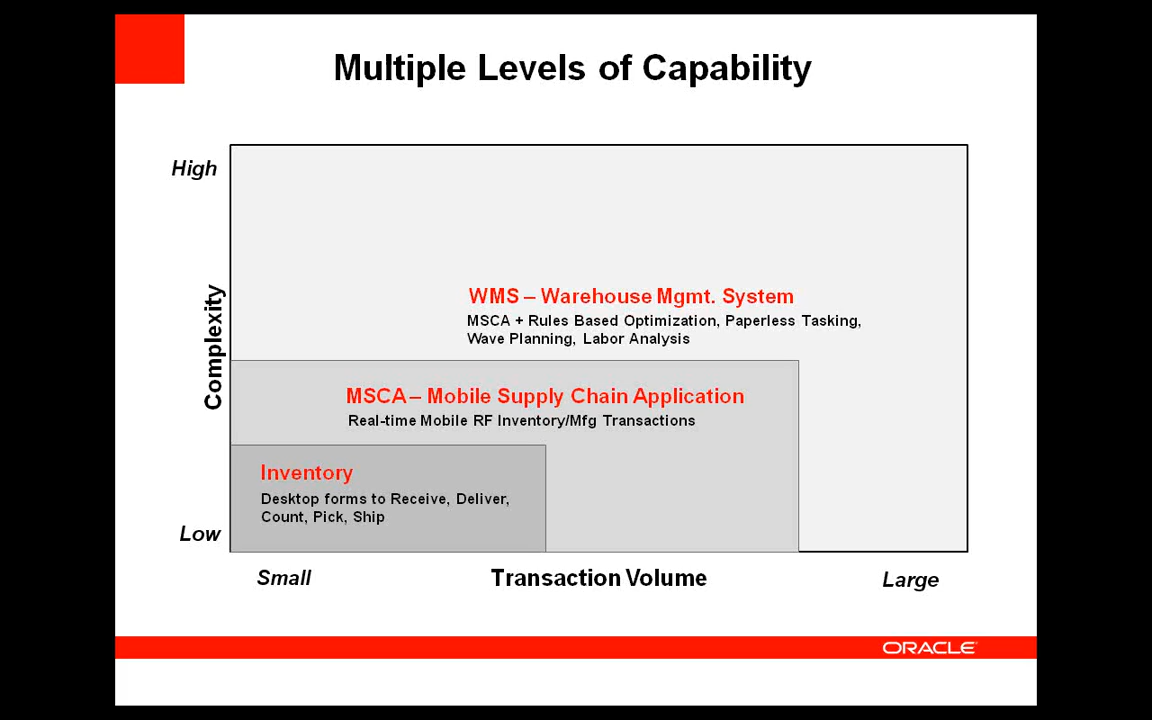 Multiple Levels of Capability
High
WMS – Warehouse Mgmt. System
MSCA + Rules Based Optimization, Paperless Tasking,
Wave Planning, Labor Analysis
Complexity
MSCA – Mobile Supply Chain Application
Real-time Mobile RF Inventory/Mfg Transactions
Inventory
Desktop forms to Receive, Deliver,
Count, Pick, Ship
Low
Small
Transaction Volume
Large
ORACLE